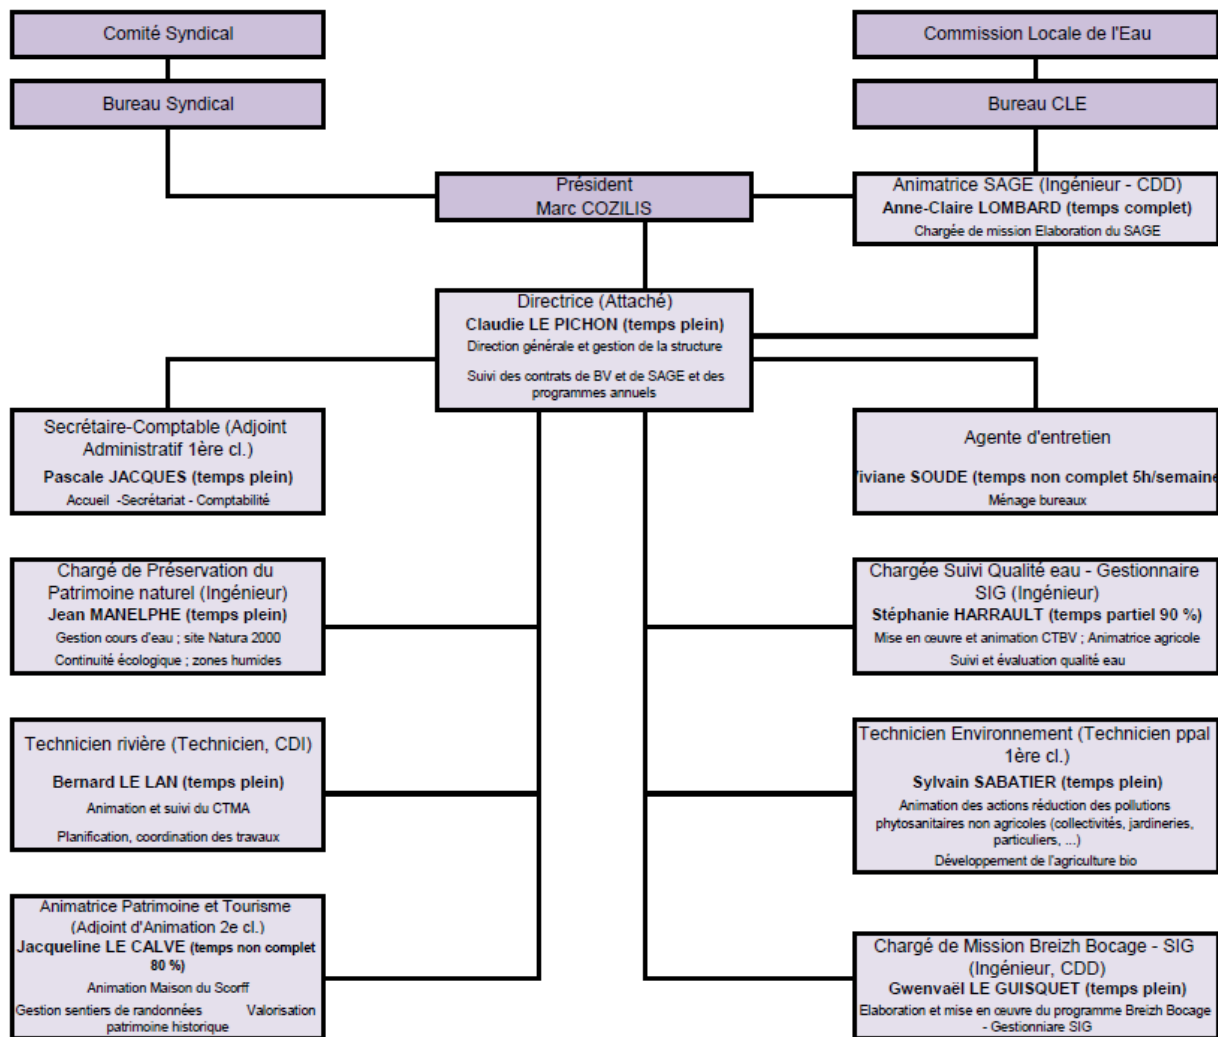 Comité Syndical
Commission Locale de l'Eau
Bureau Syndical
Bureau CLE
Président
Marc COZILIS
Animatrice SAGE (Ingénieur - CDD)
Anne-Claire LOMBARD (temps complet)
Chargée de mission Elaboration du SAGE
Directrice (Attaché)
Claudie LE PICHON (temps plein)
Direction générale et gestion de la structure
Suivi des contrats de BV et de SAGE et des
programmes annuels
Secrétaire-Comptable (Adjoint
Administratif 1ère cl.)
Pascale JACQUES (temps plein)
Accueil -Secrétariat - Comptabilité
Agente d'entretien
iviane SOUDE (temps non complet 5h/semaine
Ménage bureaux
Chargé de Préservation du
Patrimoine naturel (Ingénieur)
Jean MANELPHE (temps plein)
Gestion cours d'eau ; site Natura 2000
Continuité écologique ; zones humides
Chargée Suivi Qualité eau - Gestionnaire
SIG (Ingénieur)
Stéphanie HARRAULT (temps partiel 90 %)
Mise en œuvre et animation CTBV ; Animatrice agricole
Suivi et évaluation qualité eau
Technicien rivière (Technicien, CDI)
Bernard LE LAN (temps plein)
Animation et suivi du CTMA
Planification, coordination des travaux
Technicien Environnement (Technicien ppal
1ère cl.)
Sylvain SABATIER (temps plein)
Animation des actions réduction des pollutions
phytosanitaires non agricoles (collectivités, jardineries,
particuliers, ...)
Développement de l'agriculture bio
Animatrice Patrimoine et Tourisme
(Adjoint d'Animation 2e cl.)
Jacqueline LE CALVE (temps non complet
80 %)
Animation Maison du Scorff
Gestion sentiers de randonnées Valorisation
patrimoine historique
Chargé de Mission Breizh Bocage - SIG
(Ingénieur, CDD)
Gwenvaël LE GUISQUET (temps plein)
Elaboration et mise en œuvre du programme Breizh Bocage
- Gestionniare SIG